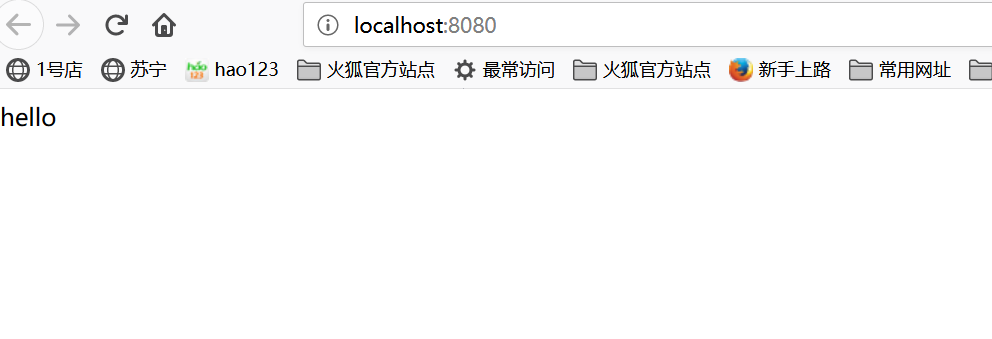 localhost:8080
1号店 苏宁 hao123 火狐官方站点 最常访问 火狐官方站点 新手上路 常用网址
hello